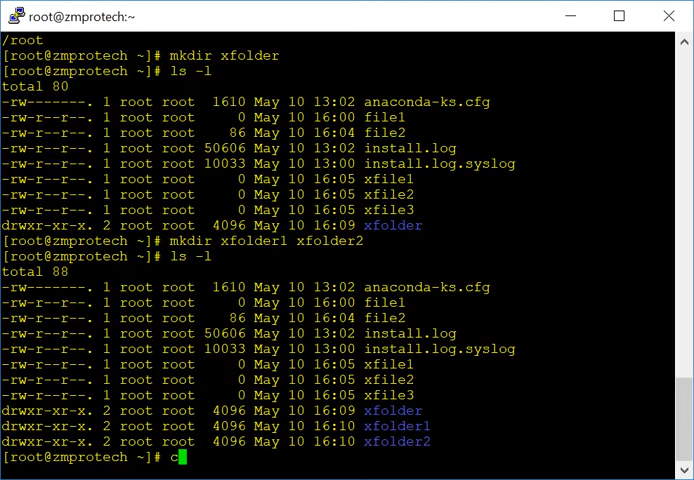 root@zmprotech:~
/root
[root@zmprotech ~]# mkdir xfolder
[root@zmprotech ~]# ls -l
total 80
-rw-------. 1 root root  1610 May 10 13:02 anaconda-ks.cfg
-rw-r--r--. 1 root root     0 May 10 16:00 file1
-rw-r--r--. 1 root root    86 May 10 16:04 file2
-rw-r--r--. 1 root root 50606 May 10 13:02 install.log
-rw-r--r--. 1 root root 10033 May 10 13:00 install.log.syslog
-rw-r--r--. 1 root root     0 May 10 16:05 xfile1
-rw-r--r--. 1 root root     0 May 10 16:05 xfile2
-rw-r--r--. 1 root root     0 May 10 16:05 xfile3
drwxr-xr-x. 2 root root  4096 May 10 16:09 xfolder
[root@zmprotech ~]# mkdir xfolder1 xfolder2
[root@zmprotech ~]# ls -l
total 88
-rw-------. 1 root root  1610 May 10 13:02 anaconda-ks.cfg
-rw-r--r--. 1 root root     0 May 10 16:00 file1
-rw-r--r--. 1 root root    86 May 10 16:04 file2
-rw-r--r--. 1 root root 50606 May 10 13:02 install.log
-rw-r--r--. 1 root root 10033 May 10 13:00 install.log.syslog
-rw-r--r--. 1 root root     0 May 10 16:05 xfile1
-rw-r--r--. 1 root root     0 May 10 16:05 xfile2
-rw-r--r--. 1 root root     0 May 10 16:05 xfile3
drwxr-xr-x. 2 root root  4096 May 10 16:09 xfolder
drwxr-xr-x. 2 root root  4096 May 10 16:10 xfolder1
drwxr-xr-x. 2 root root  4096 May 10 16:10 xfolder2
[root@zmprotech ~]# c